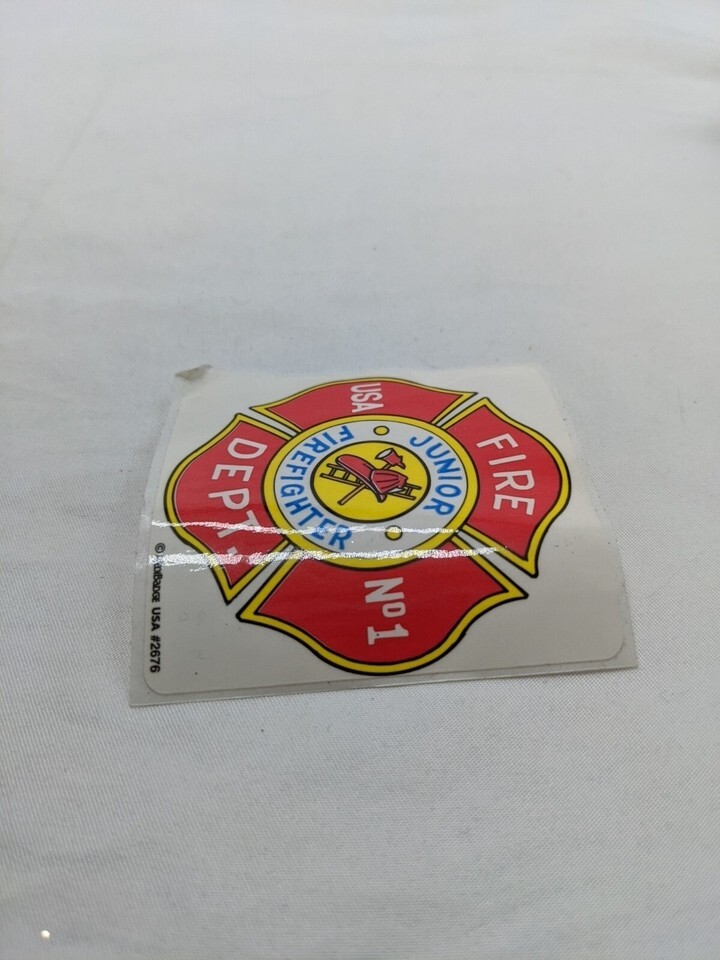 FIRE
USA
Nº1
DEPT.
JUNIOR
FIREFIGHTER
USA #2676